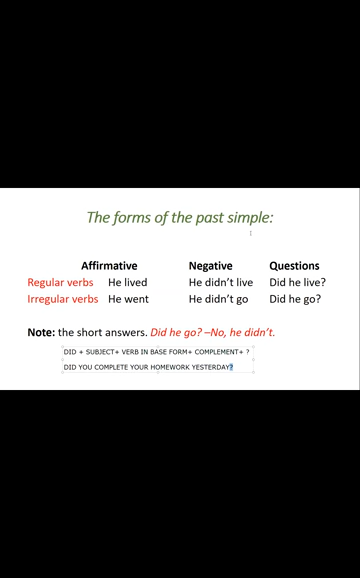 The forms of the past simple:
Affirmative Negative Questions
Regular verbs He lived He didn't live Did he live?
Irregular verbs He went He didn't go Did he go?
Note: the short answers. Did he go? –No, he didn't.
DID + SUBJECT+ VERB IN BASE FORM+ COMPLEMENT+ ?
DID YOU COMPLETE YOUR HOMEWORK YESTERDAY?